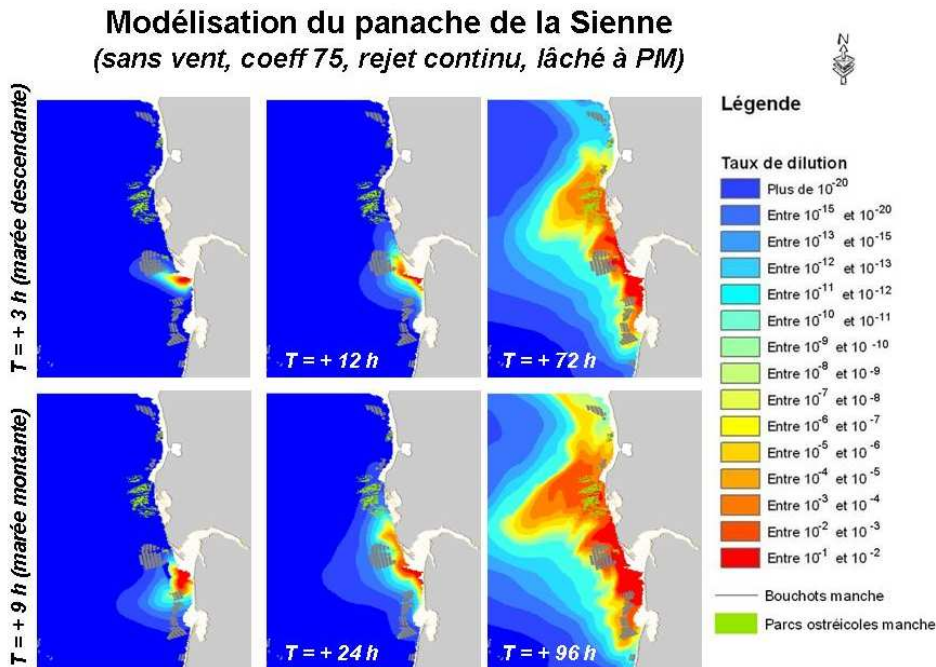 Modélisation du panache de la Sienne
(sans vent, coeff 75, rejet continu, lâché à PM)
N
T = + 3 h (marée descendante)
T = + 12 h
T = + 72 h
T = + 9 h (marée montante)
T = + 24 h
T = + 96 h
Légende
Taux de dilution
Plus de 10-20
Entre 10-15 et 10-20
Entre 10-13 et 10-15
Entre 10-12 et 10-13
Entre 10-11 et 10-12
Entre 10-10 et 10-11
Entre 10-9 et 10-10
Entre 10-8 et 10-9
Entre 10-7 et 10-8
Entre 10-6 et 10-7
Entre 10-5 et 10-6
Entre 10-4 et 10-5
Entre 10-3 et 10-4
Entre 10-2 et 10-3
Entre 10-1 et 10-2
Bouchots manche
Parcs ostréicoles manche